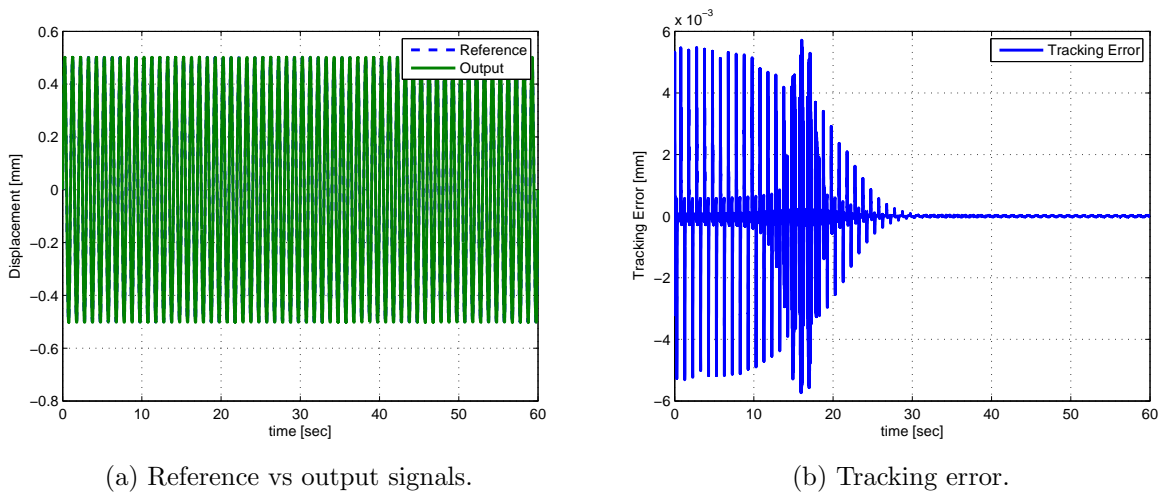 0.6
0.4
0.2
0
−0.2
−0.4
−0.6
−0.8
Displacement [mm]
0 10 20 30 40 50 60
time [sec]
Reference
Output
(a) Reference vs output signals.
x 10⁻³
6
4
2
0
−2
−4
−6
Tracking Error [mm]
0 10 20 30 40 50 60
time [sec]
Tracking Error
(b) Tracking error.